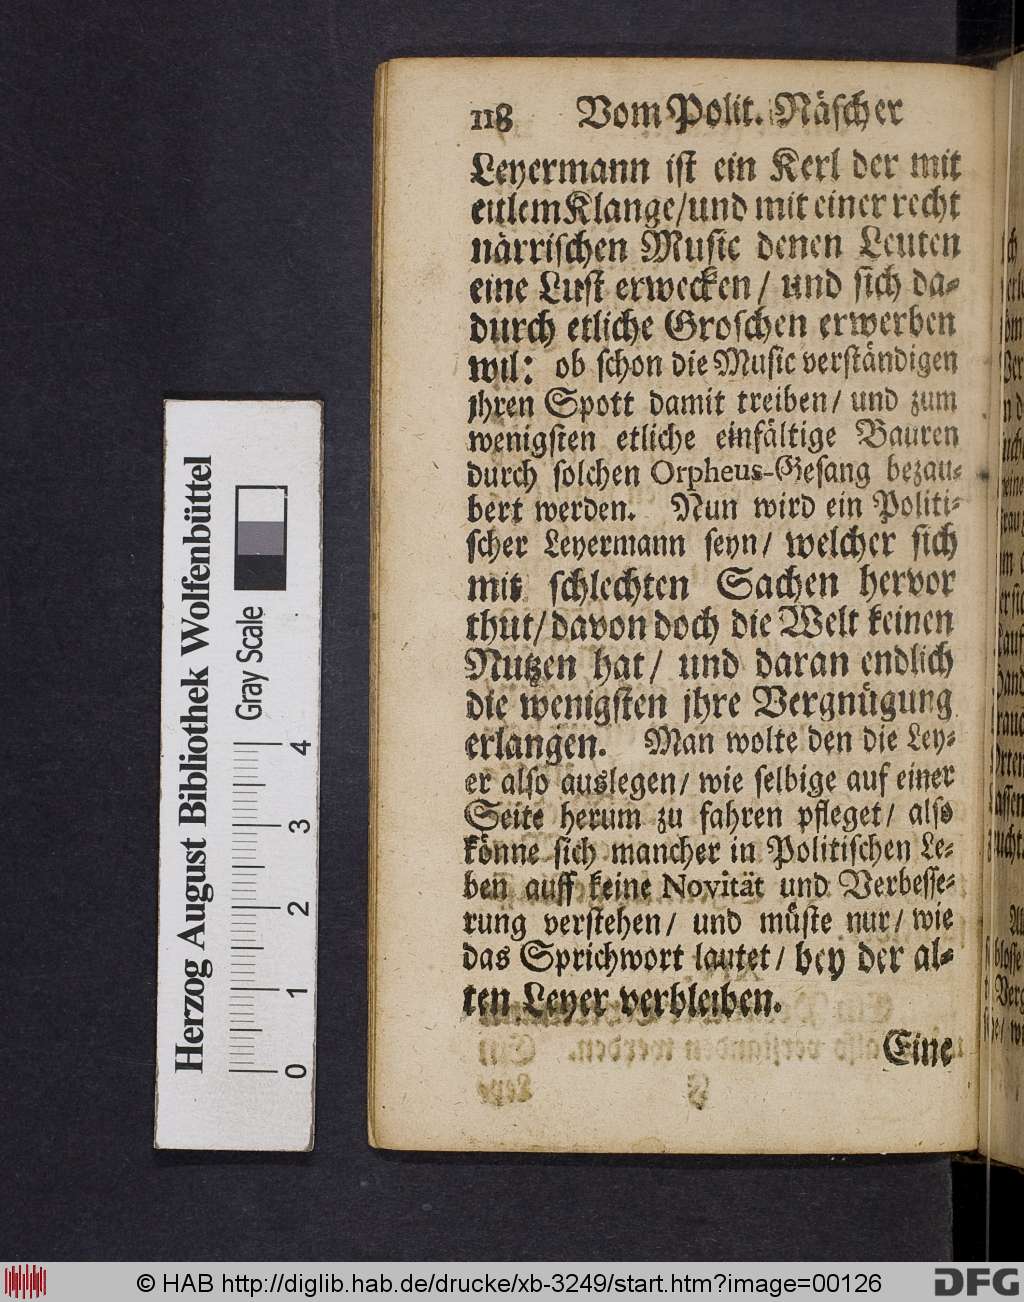 118 Vom Polit. Näscher
Leyermann ist ein Kerl der mit
eitlem Klange/und mit einer recht
närrischen Music denen Leuten
eine Lust erwecken / und sich da-
durch etliche Groschen erwerben
wil: ob schon die Music verständigen
jhren Spott damit treiben/ und zum
wenigsten etliche einfältige Bauren
durch solchen Orpheus-Gesang bezau-
bert werden. Nun wird ein Politi-
scher Leyermann seyn/ welcher sich
mit schlechten Sachen hervor
thut/davon doch die Welt keinen
Nutzen hat/ und daran endlich
die wenigsten jhre Vergnügung
erlangen. Man wolte den die Ley-
er also auslegen/ wie selbige auf einer
Seite herum zu fahren pfleget/ also
könne sich mancher in Politischen Le-
ben auff keine Novität und Verbesse-
rung verstehen/ und müste nur/ wie
das Sprichwort lautet/ bey der al-
ten Leyer verbleiben.
Eine
Herzog August Bibliothek Wolfenbüttel
Gray Scale
0 1 2 3 4
© HAB http://diglib.hab.de/drucke/xb-3249/start.htm?image=00126
DFG